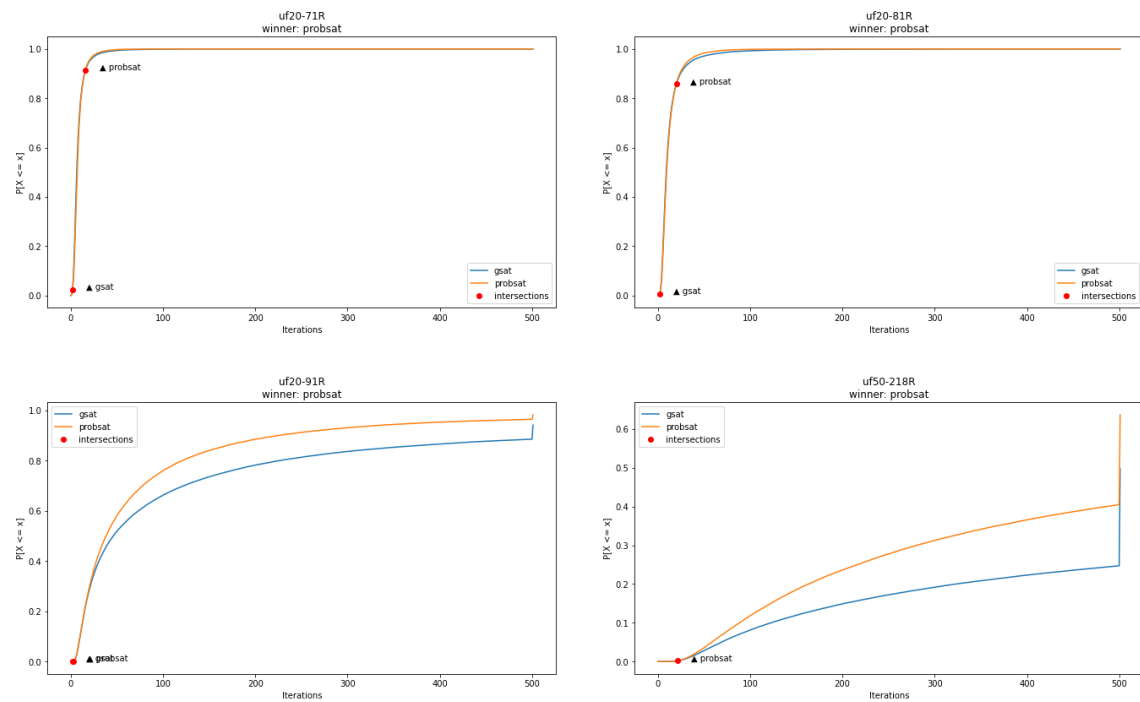 uf20-71R
winner: probsat
1.0
0.8
0.6
0.4
0.2
0.0
P[X <= x]
▲ probsat
▲ gsat
gsat
probsat
intersections
0
100
200
300
400
500
Iterations
uf20-81R
winner: probsat
1.0
0.8
0.6
0.4
0.2
0.0
P[X <= x]
▲ probsat
▲ gsat
gsat
probsat
intersections
0
100
200
300
400
500
Iterations
uf20-91R
winner: probsat
1.0
0.8
0.6
0.4
0.2
0.0
P[X <= x]
gsat
probsat
intersections
0
100
200
300
400
500
Iterations
uf50-218R
winner: probsat
0.6
0.5
0.4
0.3
0.2
0.1
0.0
P[X <= x]
gsat
probsat
intersections
▲ probsat
0
100
200
300
400
500
Iterations